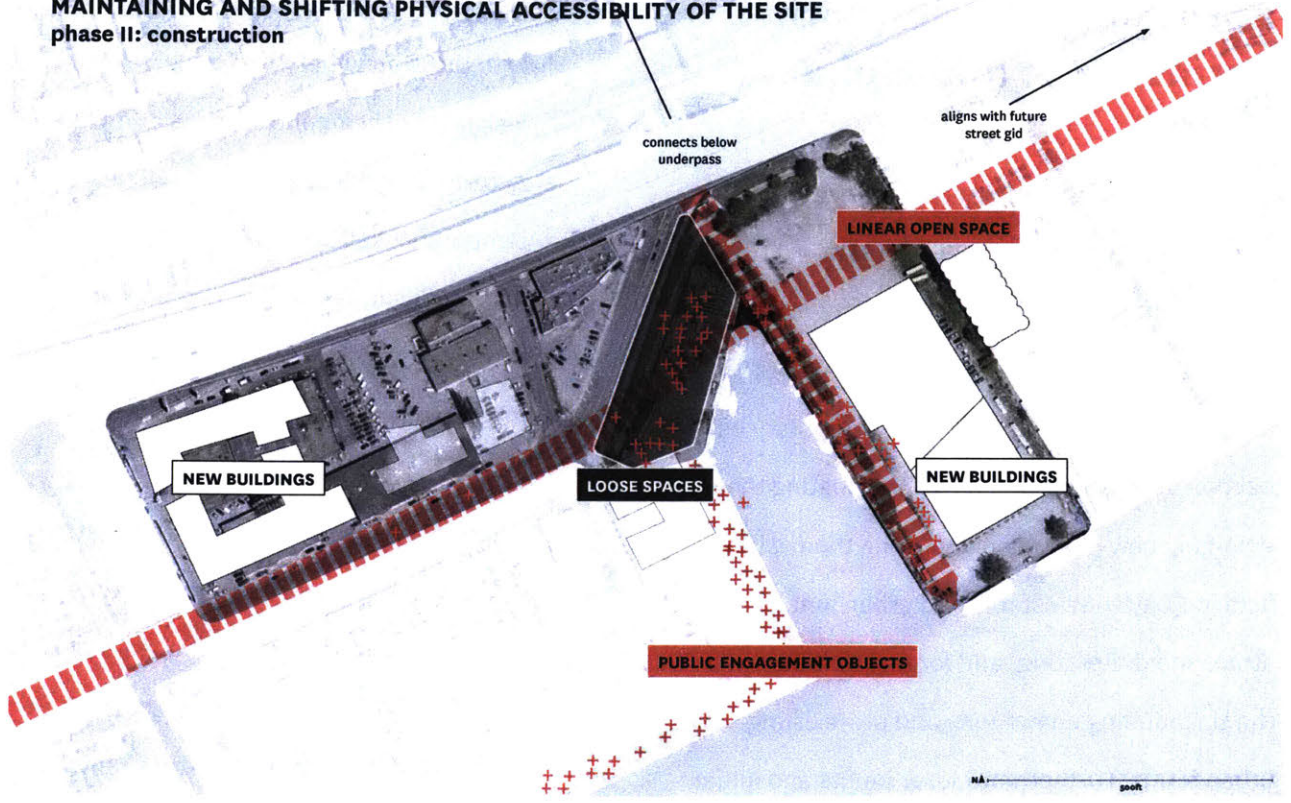 MAINTAINING AND SHIFTING PHYSICAL ACCESSIBILITY OF THE SITE
phase II: construction
connects below
underpass
aligns with future
street gid
LINEAR OPEN SPACE
NEW BUILDINGS
LOOSE SPACES
NEW BUILDINGS
PUBLIC ENGAGEMENT OBJECTS
N
500ft